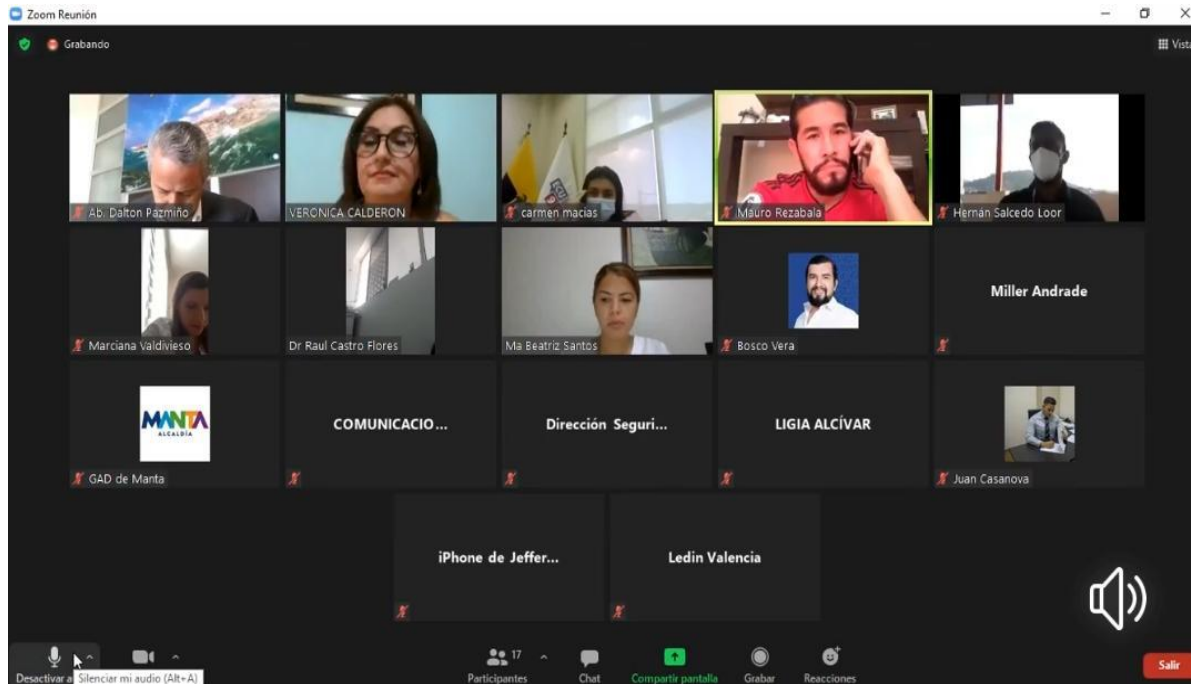 Zoom Reunión
Grabando
Vista
Ab. Dalton Pazmiño
VERONICA CALDERON
carmen macias
Mauro Rezabala
Hernán Salcedo Loor
Marciana Valdivieso
Dr Raul Castro Flores
Ma Beatriz Santos
Bosco Vera
Miller Andrade
MANTA
ALCALDÍA
GAD de Manta
COMUNICACIO...
Dirección Seguri...
LIGIA ALCÍVAR
Juan Casanova
iPhone de Jeffer...
Ledin Valencia
Desactivar a
Silenciar mi audio (Alt+A)
17
Participantes
Chat
Compartir pantalla
Grabar
Reacciones
Salir